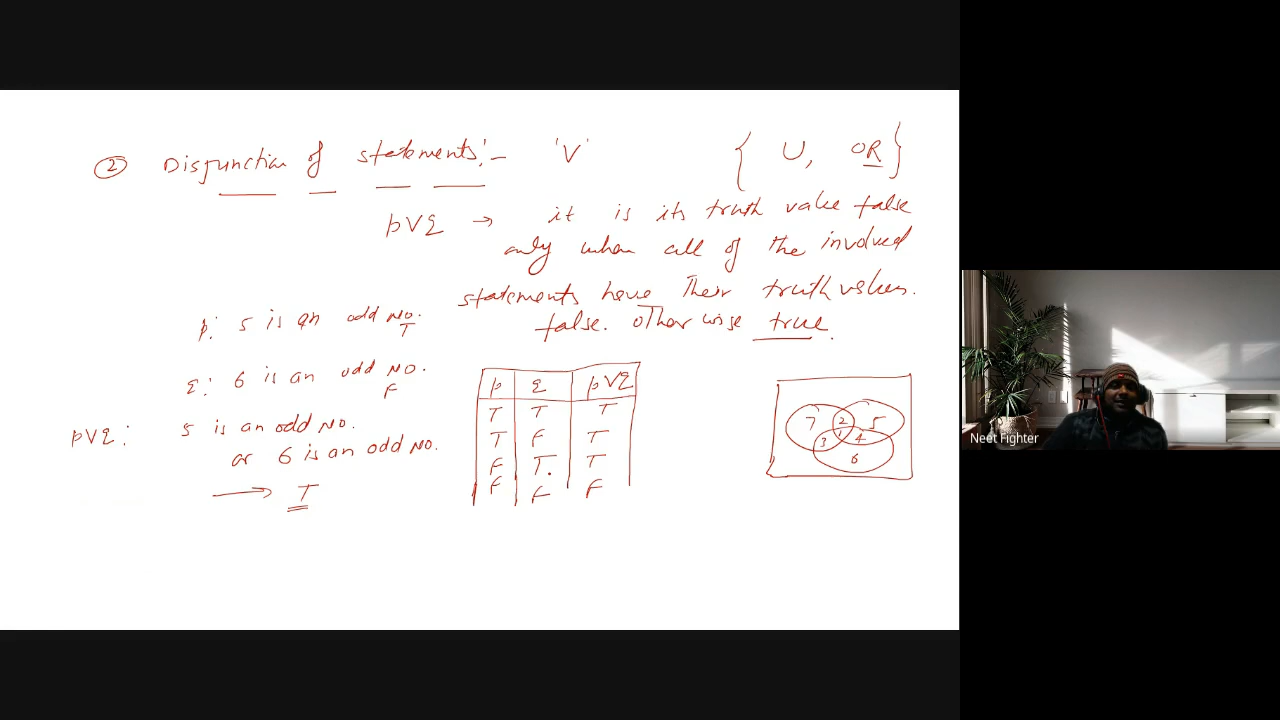 ② Disjunction of statements:- 'V' { U, OR }
pVq → it is its truth value false
only when all of the involved
statements have their truth values.
false. otherwise true.
p: 5 is an odd No.
T
q: 6 is an odd No.
F
pVq: 5 is an odd No.
or 6 is an odd No.
→ T
p q pVq
T T T
T F T
F T. T
F F F
7 2 5
3 1 4
6
Neet Fighter